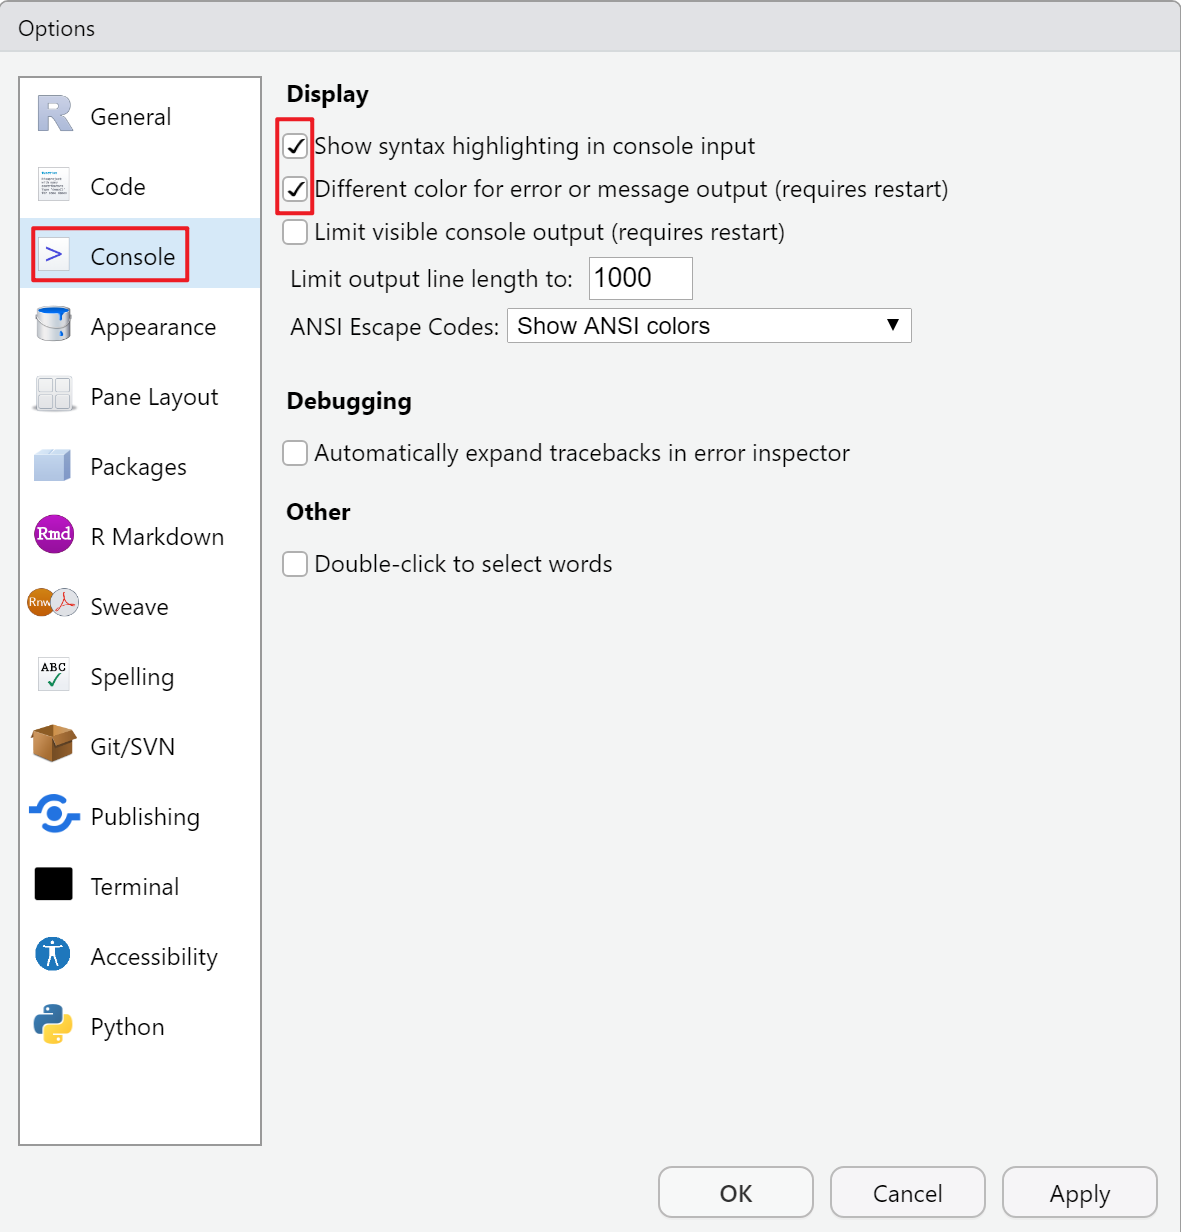 Options
General
Code
> Console
Appearance
Pane Layout
Packages
Rmd R Markdown
Rnw Sweave
ABC Spelling
Git/SVN
Publishing
Terminal
Accessibility
Python
Display
Show syntax highlighting in console input
Different color for error or message output (requires restart)
Limit visible console output (requires restart)
Limit output line length to: 1000
ANSI Escape Codes: Show ANSI colors
Debugging
Automatically expand tracebacks in error inspector
Other
Double-click to select words
OK Cancel Apply